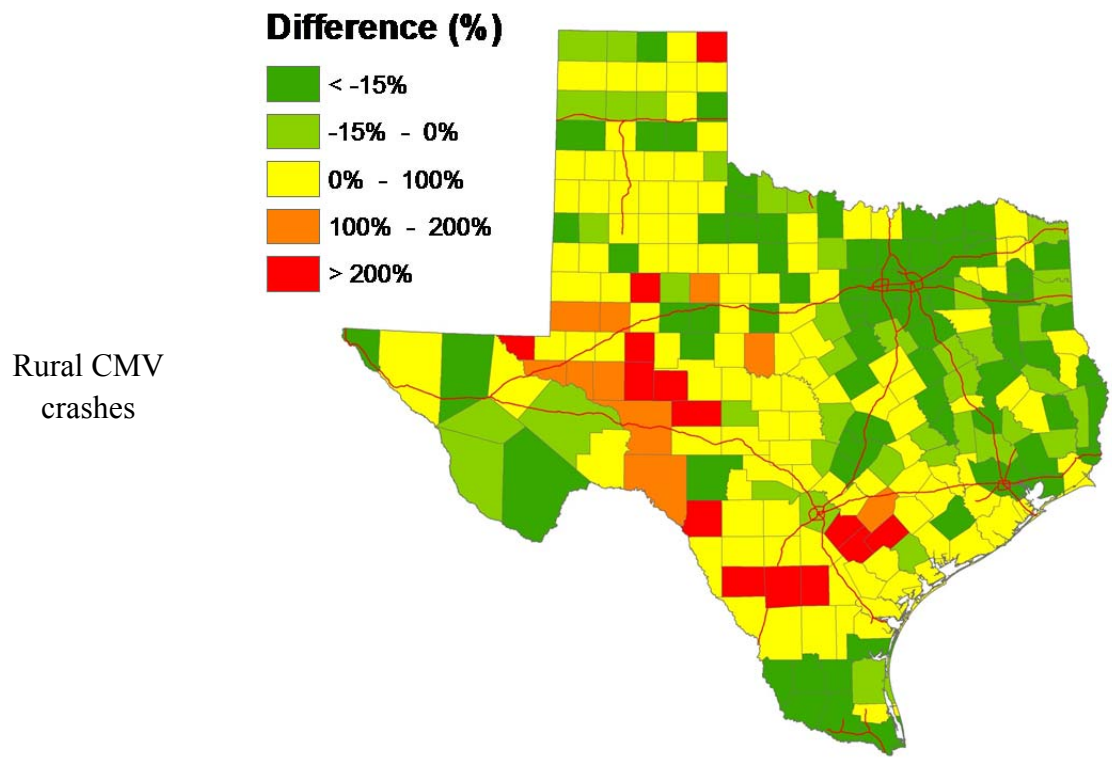 Difference (%)
< -15%
-15% - 0%
0% - 100%
100% - 200%
> 200%
Rural CMV
crashes